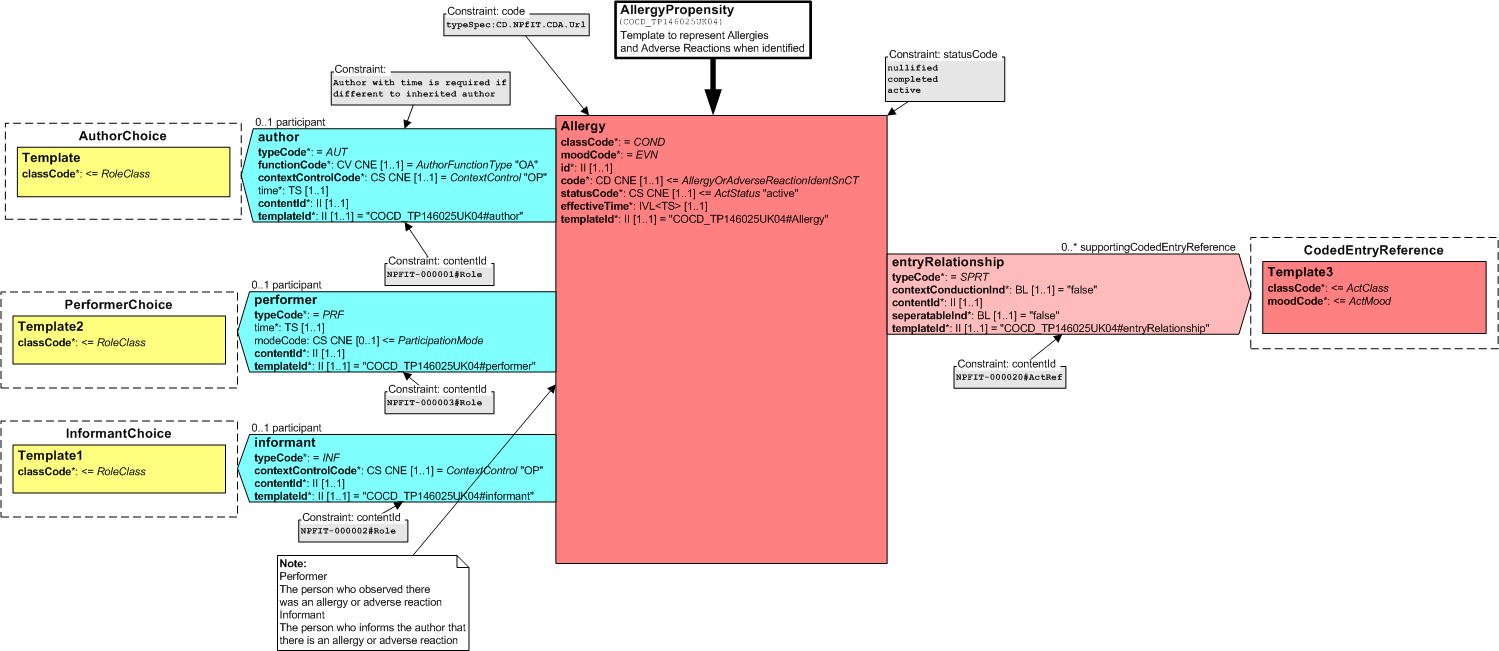 Constraint: code
typeSpec:CD.NPfIT.CDA.Url
AllergyPropensity
(COCD_TP146025UK04)
Template to represent Allergies
and Adverse Reactions when identified
Constraint: statusCode
nullified
completed
active
Constraint:
Author with time is required if
different to inherited author
AuthorChoice
Template
classCode*: <= RoleClass
0..1 participant
author
typeCode*: = AUT
functionCode*: CV CNE [1..1] = AuthorFunctionType "OA"
contextControlCode*: CS CNE [1..1] = ContextControl "OP"
time*: TS [1..1]
contentId*: II [1..1]
templateId*: II [1..1] = "COCD_TP146025UK04#author"
Constraint: contentId
NPFIT-000001#Role
Allergy
classCode*: = COND
moodCode*: = EVN
id*: II [1..1]
code*: CD CNE [1..1] <= AllergyOrAdverseReactionIdentSnCT
statusCode*: CS CNE [1..1] <= ActStatus "active"
effectiveTime*: IVL<TS> [1..1]
templateId*: II [1..1] = "COCD_TP146025UK04#Allergy"
0..* supportingCodedEntryReference
entryRelationship
typeCode*: = SPRT
contextConductionInd*: BL [1..1] = "false"
contentId*: II [1..1]
seperatableInd*: BL [1..1] = "false"
templateId*: II [1..1] = "COCD_TP146025UK04#entryRelationship"
Constraint: contentId
NPFIT-000020#ActRef
CodedEntryReference
Template3
classCode*: <= ActClass
moodCode*: <= ActMood
PerformerChoice
Template2
classCode*: <= RoleClass
0..1 participant
performer
typeCode*: = PRF
time*: TS [1..1]
modeCode: CS CNE [0..1] <= ParticipationMode
contentId*: II [1..1]
templateId*: II [1..1] = "COCD_TP146025UK04#performer"
Constraint: contentId
NPFIT-000003#Role
InformantChoice
Template1
classCode*: <= RoleClass
0..1 participant
informant
typeCode*: = INF
contextControlCode*: CS CNE [1..1] = ContextControl "OP"
contentId*: II [1..1]
templateId*: II [1..1] = "COCD_TP146025UK04#informant"
Constraint: contentId
NPFIT-000002#Role
Note:
Performer
The person who observed there
was an allergy or adverse reaction
Informant
The person who informs the author that
there is an allergy or adverse reaction